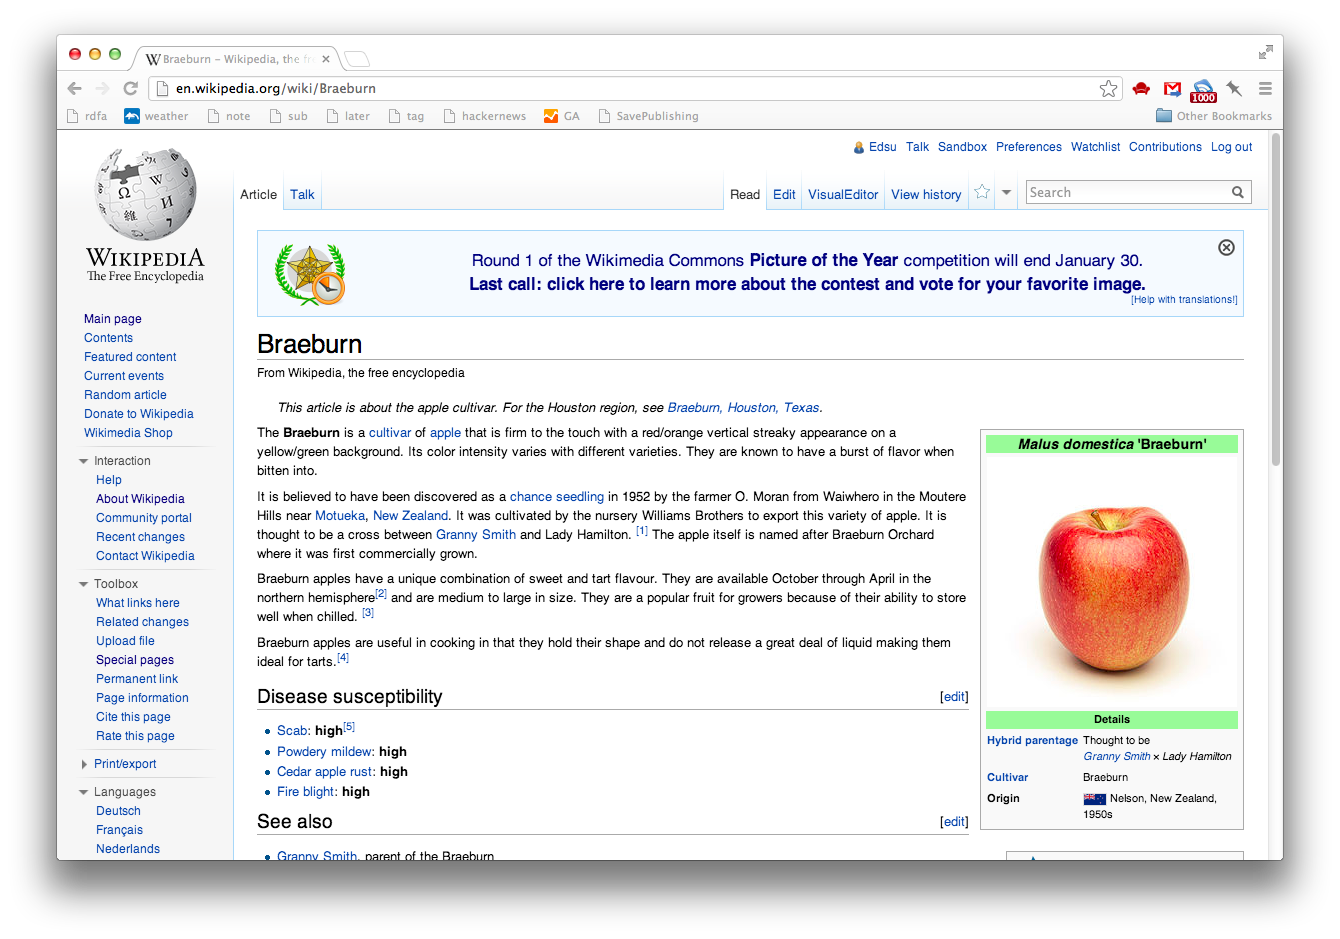 Braeburn – Wikipedia, the fr
en.wikipedia.org/wiki/Braeburn
1000
rdfa weather note sub later tag hackernews GA SavePublishing Other Bookmarks
Edsu Talk Sandbox Preferences Watchlist Contributions Log out
Article Talk Read Edit VisualEditor View history Search
WIKIPEDIA
The Free Encyclopedia
Main page
Contents
Featured content
Current events
Random article
Donate to Wikipedia
Wikimedia Shop
Interaction
Help
About Wikipedia
Community portal
Recent changes
Contact Wikipedia
Toolbox
What links here
Related changes
Upload file
Special pages
Permanent link
Page information
Cite this page
Rate this page
Print/export
Languages
Deutsch
Français
Nederlands
Round 1 of the Wikimedia Commons Picture of the Year competition will end January 30.
Last call: click here to learn more about the contest and vote for your favorite image.
[Help with translations!]
Braeburn
From Wikipedia, the free encyclopedia
This article is about the apple cultivar. For the Houston region, see Braeburn, Houston, Texas.
The Braeburn is a cultivar of apple that is firm to the touch with a red/orange vertical streaky appearance on a
yellow/green background. Its color intensity varies with different varieties. They are known to have a burst of flavor when
bitten into.
It is believed to have been discovered as a chance seedling in 1952 by the farmer O. Moran from Waiwhero in the Moutere
Hills near Motueka, New Zealand. It was cultivated by the nursery Williams Brothers to export this variety of apple. It is
thought to be a cross between Granny Smith and Lady Hamilton. [1] The apple itself is named after Braeburn Orchard
where it was first commercially grown.
Braeburn apples have a unique combination of sweet and tart flavour. They are available October through April in the
northern hemisphere[2] and are medium to large in size. They are a popular fruit for growers because of their ability to store
well when chilled. [3]
Braeburn apples are useful in cooking in that they hold their shape and do not release a great deal of liquid making them
ideal for tarts.[4]
Disease susceptibility [edit]
Scab: high[5]
Powdery mildew: high
Cedar apple rust: high
Fire blight: high
See also [edit]
Granny Smith, parent of the Braeburn
Malus domestica 'Braeburn'
Details
Hybrid parentage Thought to be
Granny Smith × Lady Hamilton
Cultivar Braeburn
Origin Nelson, New Zealand,
1950s